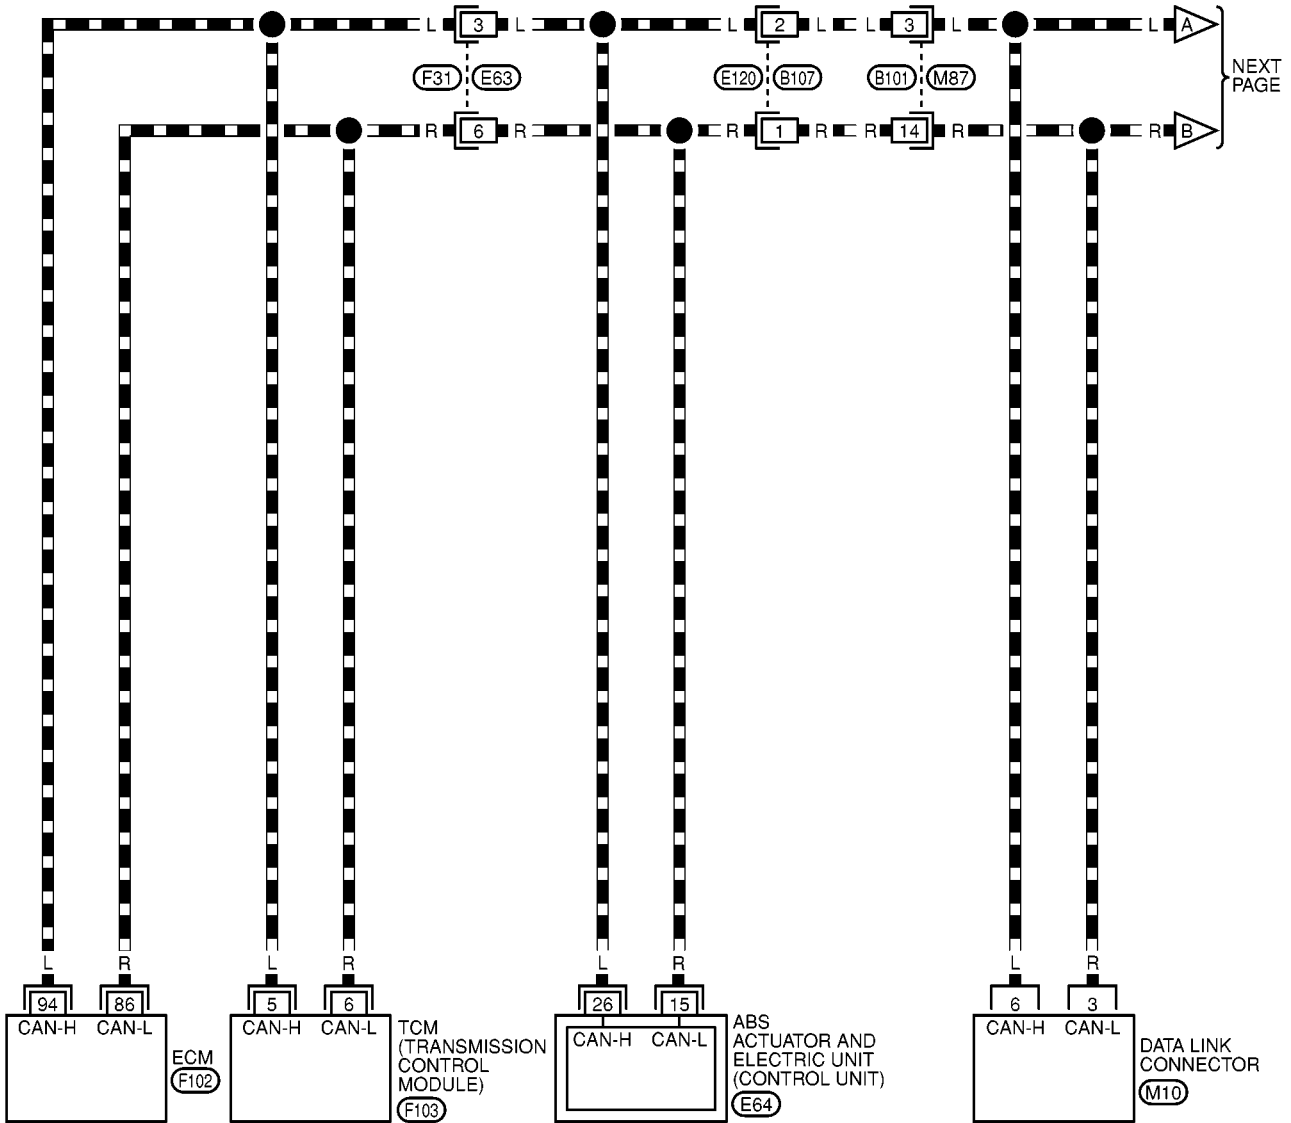 L 3 L L 2 L L 3 L L A
F31 E63 E120 B107 B101 M87
NEXT
PAGE
R 6 R R 1 R R 14 R R B
L R L R L R L R
94 86 5 6 26 15 6 3
CAN-H CAN-L
ECM
F102
CAN-H CAN-L
TCM
(TRANSMISSION
CONTROL
MODULE)
F103
CAN-H CAN-L
ABS
ACTUATOR AND
ELECTRIC UNIT
(CONTROL UNIT)
E64
CAN-H CAN-L
DATA LINK
CONNECTOR
M10